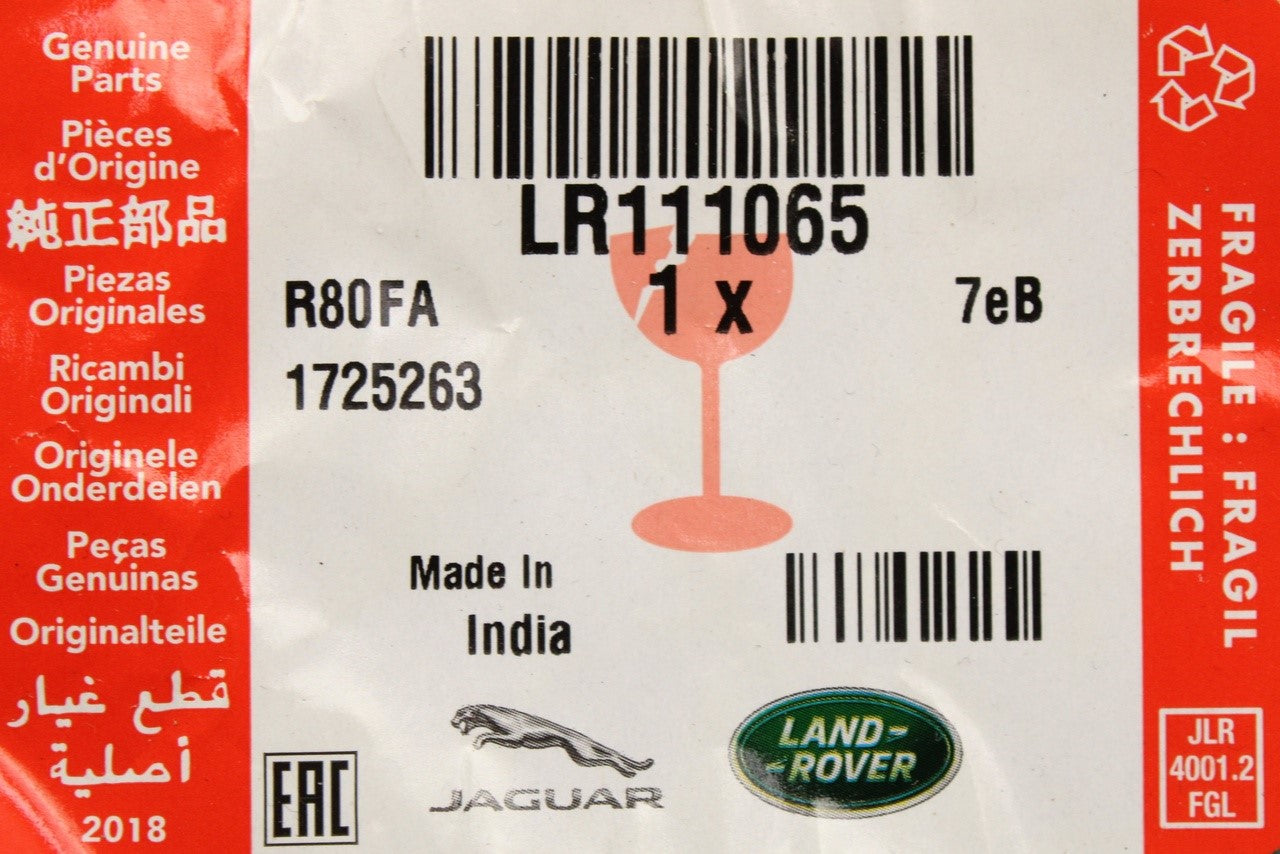 Genuine
Parts
Pièces
d'Origine
純正部品
Piezas
Originales
Ricambi
Originali
Originele
Onderdelen
Peças
Genuinas
Originalteile
قطع غيار
أصلية
2018
LR111065
1 x
R80FA
7eB
1725263
Made In
India
EAC
JAGUAR
LAND-
-ROVER
FRAGILE : FRAGIL
ZERBRECHLICH
JLR
4001.2
FGL